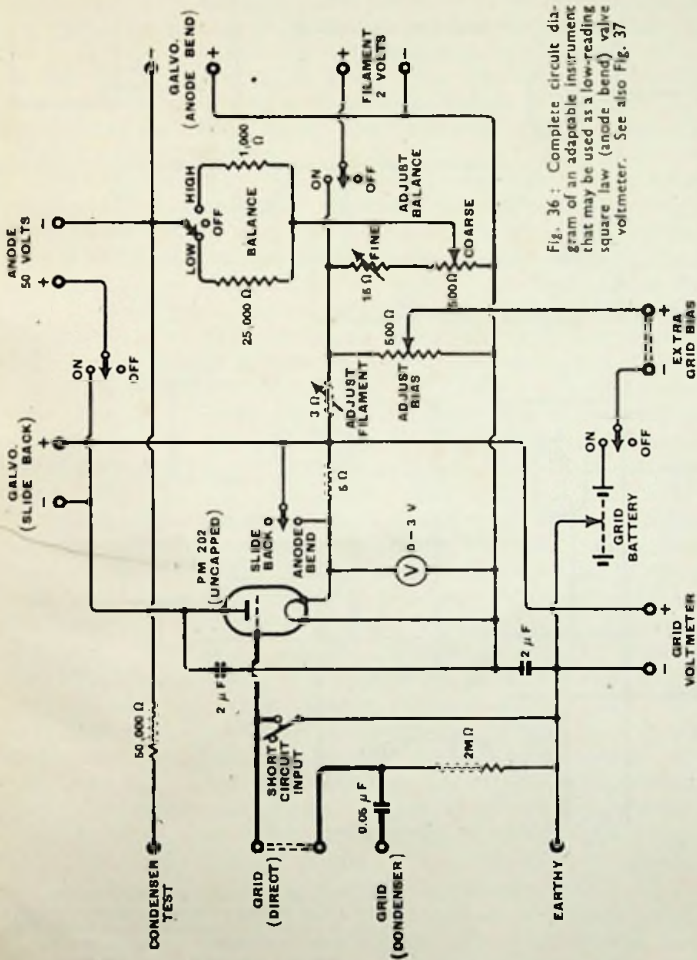 ANODE
50 VOLTS
+ -
GALVO.
(SLIDE BACK)
- +
ON
OFF
-
GALVO.
(ANODE BEND)
+
LOW
HIGH
OFF
25,000 Ω
BALANCE
1,000
Ω
ON
OFF
+
FILAMENT
2 VOLTS
-
ADJUST
BALANCE
PM 202
(UNCAPPED)
SLIDE
BACK
ANODE
BEND
5 Ω
3 Ω
ADJUST
FILAMENT
15 Ω
FINE
COARSE
500 Ω
600 Ω
ADJUST
BIAS
V
0-3 V
50,000 Ω
CONDENSER
TEST
2 μF
2 μF
SHORT
CIRCUIT
INPUT
GRID
(DIRECT)
0.05 μF
2MΩ
GRID
(CONDENSER)
EARTHY
- +
GRID
VOLTMETER
GRID
BATTERY
ON
OFF
- +
EXTRA
GRID BIAS
Fig. 36 : Complete circuit dia-
gram of an adaptable instrument
that may be used as a low-reading
square law (anode bend) valve
voltmeter. See also Fig. 37